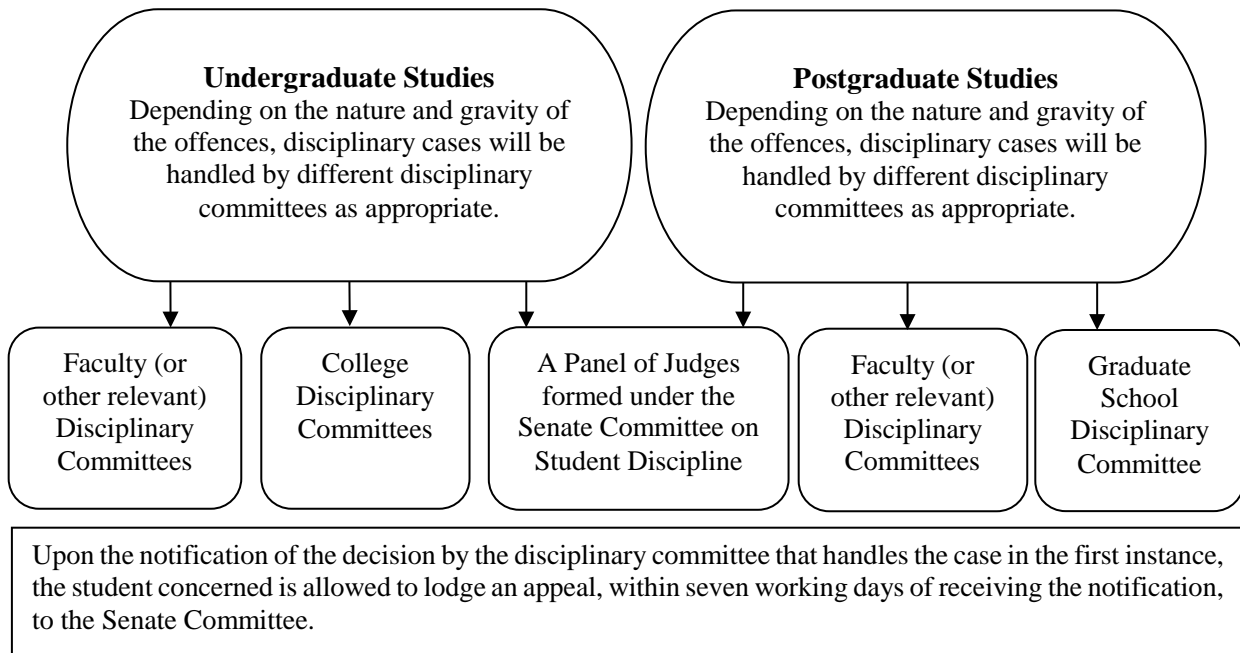 Undergraduate Studies
Depending on the nature and gravity of
the offences, disciplinary cases will be
handled by different disciplinary
committees as appropriate.
Postgraduate Studies
Depending on the nature and gravity of
the offences, disciplinary cases will be
handled by different disciplinary
committees as appropriate.
Faculty (or
other relevant)
Disciplinary
Committees
College
Disciplinary
Committees
A Panel of Judges
formed under the
Senate Committee on
Student Discipline
Faculty (or
other relevant)
Disciplinary
Committees
Graduate
School
Disciplinary
Committee
Upon the notification of the decision by the disciplinary committee that handles the case in the first instance,
the student concerned is allowed to lodge an appeal, within seven working days of receiving the notification,
to the Senate Committee.